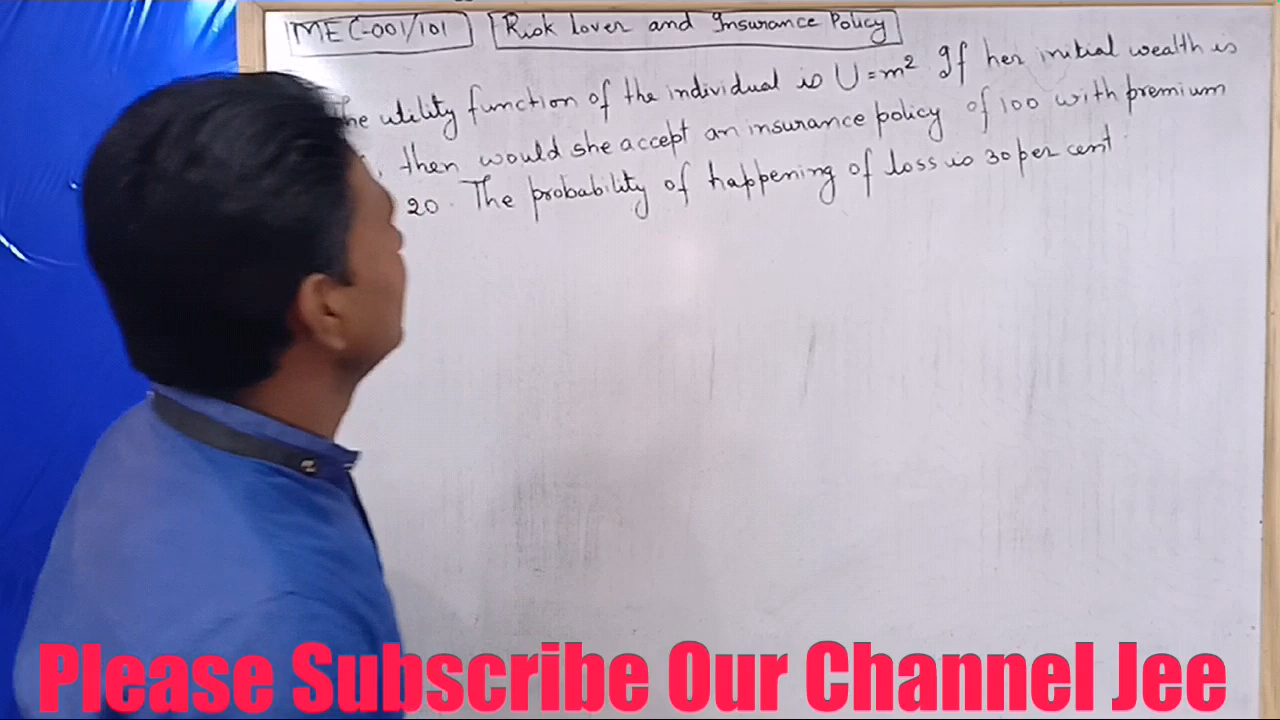 MEC-001/101 Risk lover and Insurance Policy
The utility function of the individual is U=m² If her initial wealth is
, then would she accept an insurance policy of 100 with premium
20. The probability of happening of loss is 30 per cent
Please Subscribe Our Channel Jee